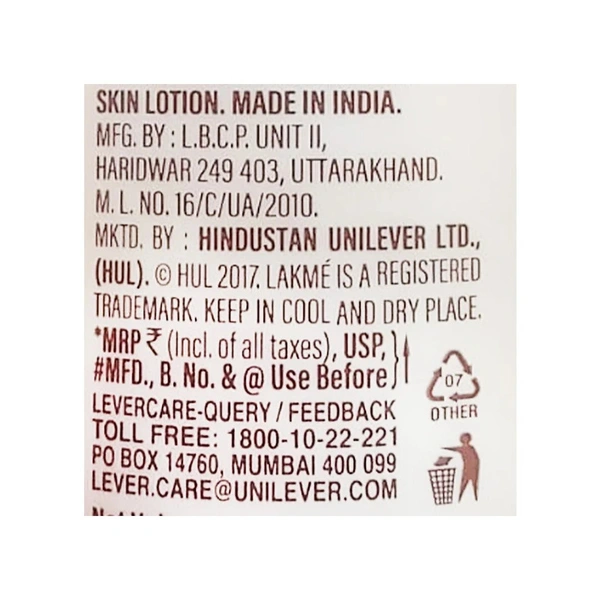 SKIN LOTION. MADE IN INDIA.
MFG. BY : L.B.C.P. UNIT II,
HARIDWAR 249 403, UTTARAKHAND.
M. L. NO. 16/C/UA/2010.
MKTD. BY : HINDUSTAN UNILEVER LTD.,
(HUL). © HUL 2017. LAKMÉ IS A REGISTERED
TRADEMARK. KEEP IN COOL AND DRY PLACE.
*MRP ₹ (Incl. of all taxes), USP,
#MFD., B. No. & @ Use Before
LEVERCARE-QUERY / FEEDBACK
TOLL FREE: 1800-10-22-221
PO BOX 14760, MUMBAI 400 099
LEVER.CARE@UNILEVER.COM
07
OTHER